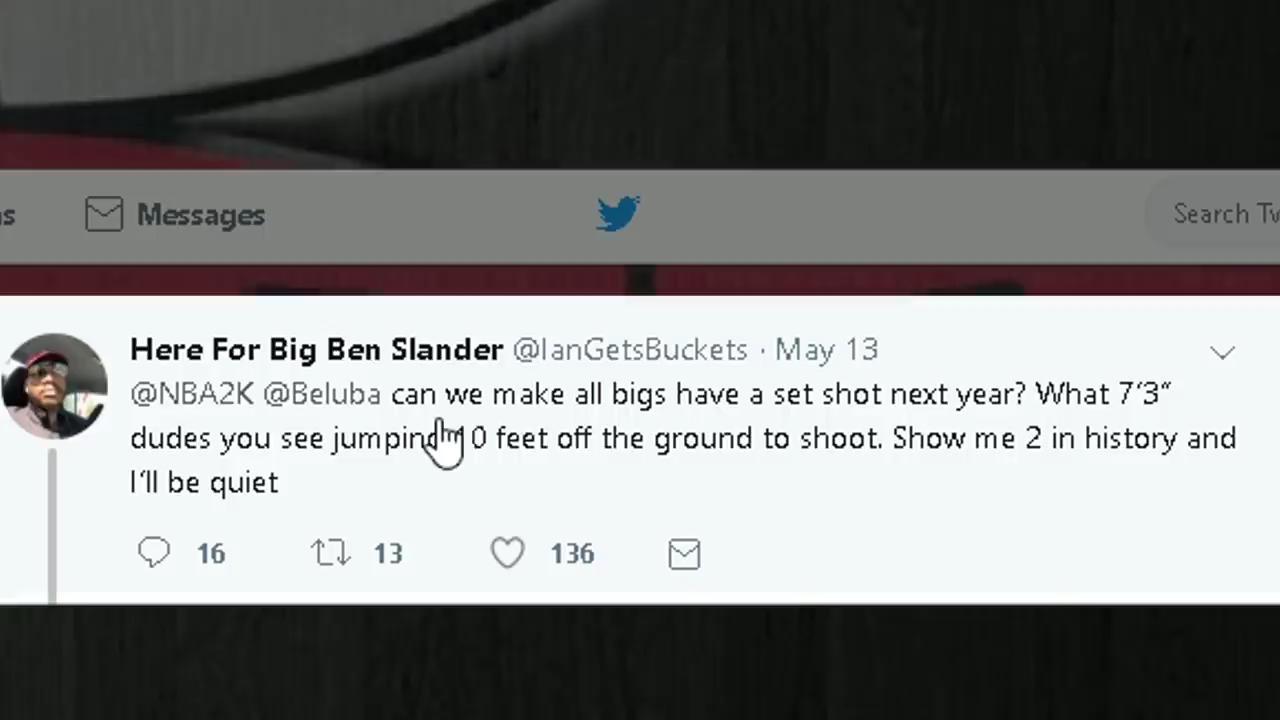 Messages
Search
Here For Big Ben Slander @IanGetsBuckets · May 13
@NBA2K @Beluba can we make all bigs have a set shot next year? What 7'3"
dudes you see jumping 10 feet off the ground to shoot. Show me 2 in history and
I'll be quiet
16 13 136